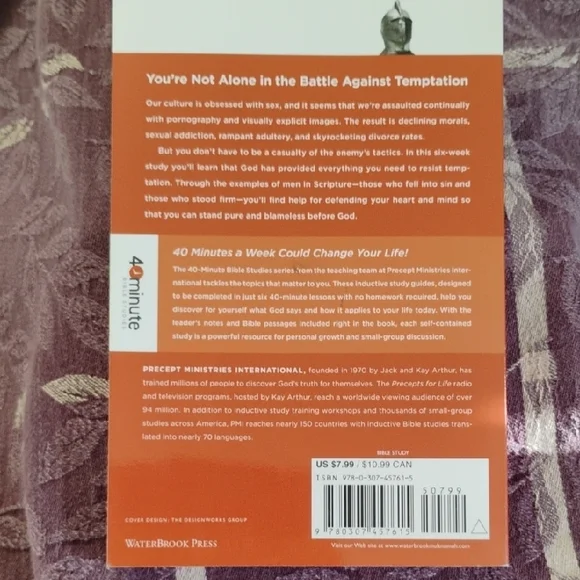 You're Not Alone in the Battle Against Temptation
Our culture is obsessed with sex, and it seems that we're assaulted continually
with pornography and visually explicit images. The result is declining morals,
sexual addiction, rampant adultery, and skyrocketing divorce rates.
But you don't have to be a casualty of the enemy's tactics. In this six-week
study you'll learn that God has provided everything you need to resist temp-
tation. Through the examples of men in Scripture—those who fell into sin and
those who stood firm—you'll find help for defending your heart and mind so
that you can stand pure and blameless before God.
40 minute
BIBLE STUDIES
40 Minutes a Week Could Change Your Life!
The 40-Minute Bible Studies series from the teaching team at Precept Ministries Inter-
national tackles the topics that matter to you. These inductive study guides, designed
to be completed in just six 40-minute lessons with no homework required, help you
discover for yourself what God says and how it applies to your life today. With the
leader's notes and Bible passages included right in the book, each self-contained
study is a powerful resource for personal growth and small-group discussion.
PRECEPT MINISTRIES INTERNATIONAL, founded in 1970 by Jack and Kay Arthur, has
trained millions of people to discover God's truth for themselves. The Precepts for Life radio
and television programs, hosted by Kay Arthur, reach a worldwide viewing audience of over
94 million. In addition to inductive study training workshops and thousands of small-group
studies across America, PMI reaches nearly 150 countries with inductive Bible studies trans-
lated into nearly 70 languages.
BIBLE STUDY
US $7.99 / $10.99 CAN
ISBN 978-0-307-45761-5
50799
9 780307 457615
COVER DESIGN: THE DESIGNWORKS GROUP
WATERBROOK PRESS
Visit our Web site at www.waterbrookmultnomah.com